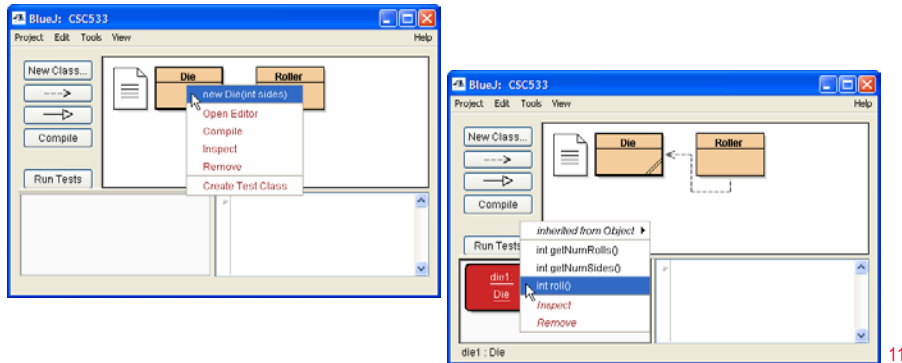 BlueJ: CSC533
Project Edit Tools View Help
New Class...
--->
Compile
Run Tests
Die
Roller
new Die(int sides)
Open Editor
Compile
Inspect
Remove
Create Test Class
BlueJ: CSC533
Project Edit Tools View Help
New Class...
--->
Compile
Run Tests
Die
Roller
inherited from Object
int getNumRolls()
int getNumSides()
int roll()
Inspect
Remove
die1:
Die
die1 : Die
11